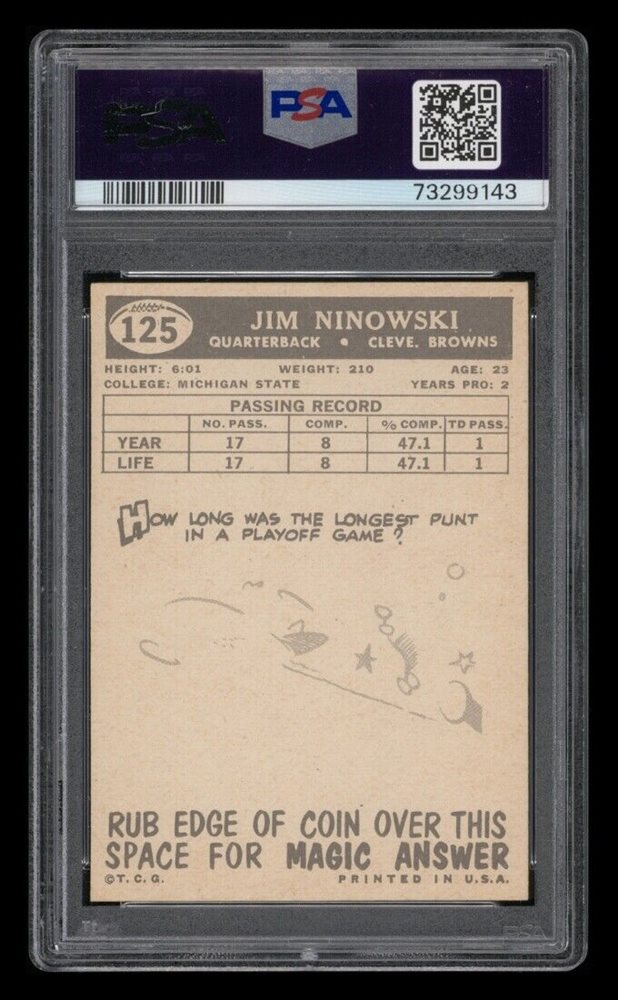 PSA
73299143
125
JIM NINOWSKI
QUARTERBACK • CLEVE. BROWNS
HEIGHT: 6:01 WEIGHT: 210 AGE: 23
COLLEGE: MICHIGAN STATE YEARS PRO: 2
PASSING RECORD
NO. PASS. COMP. % COMP. TD PASS.
YEAR 17 8 47.1 1
LIFE 17 8 47.1 1
HOW LONG WAS THE LONGEST PUNT
IN A PLAYOFF GAME?
RUB EDGE OF COIN OVER THIS
SPACE FOR MAGIC ANSWER
©T.C.G. PRINTED IN U.S.A.
PSA